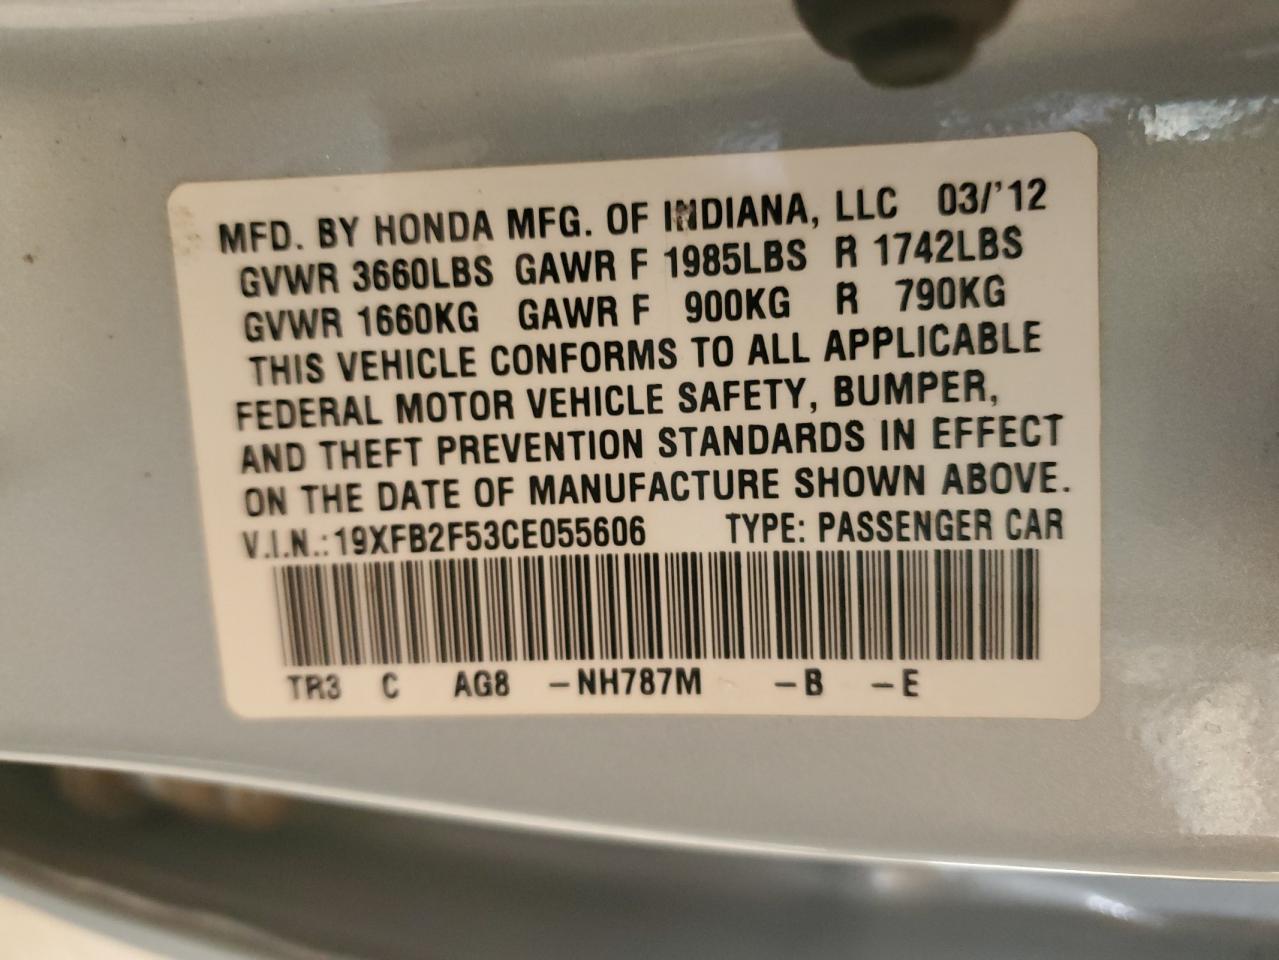 MFD. BY HONDA MFG. OF INDIANA, LLC 03/'12
GVWR 3660LBS GAWR F 1985LBS R 1742LBS
GVWR 1660KG GAWR F 900KG R 790KG
THIS VEHICLE CONFORMS TO ALL APPLICABLE
FEDERAL MOTOR VEHICLE SAFETY, BUMPER,
AND THEFT PREVENTION STANDARDS IN EFFECT
ON THE DATE OF MANUFACTURE SHOWN ABOVE.
V.I.N.:19XFB2F53CE055606 TYPE: PASSENGER CAR
TR3 C AG8 -NH787M -B -E